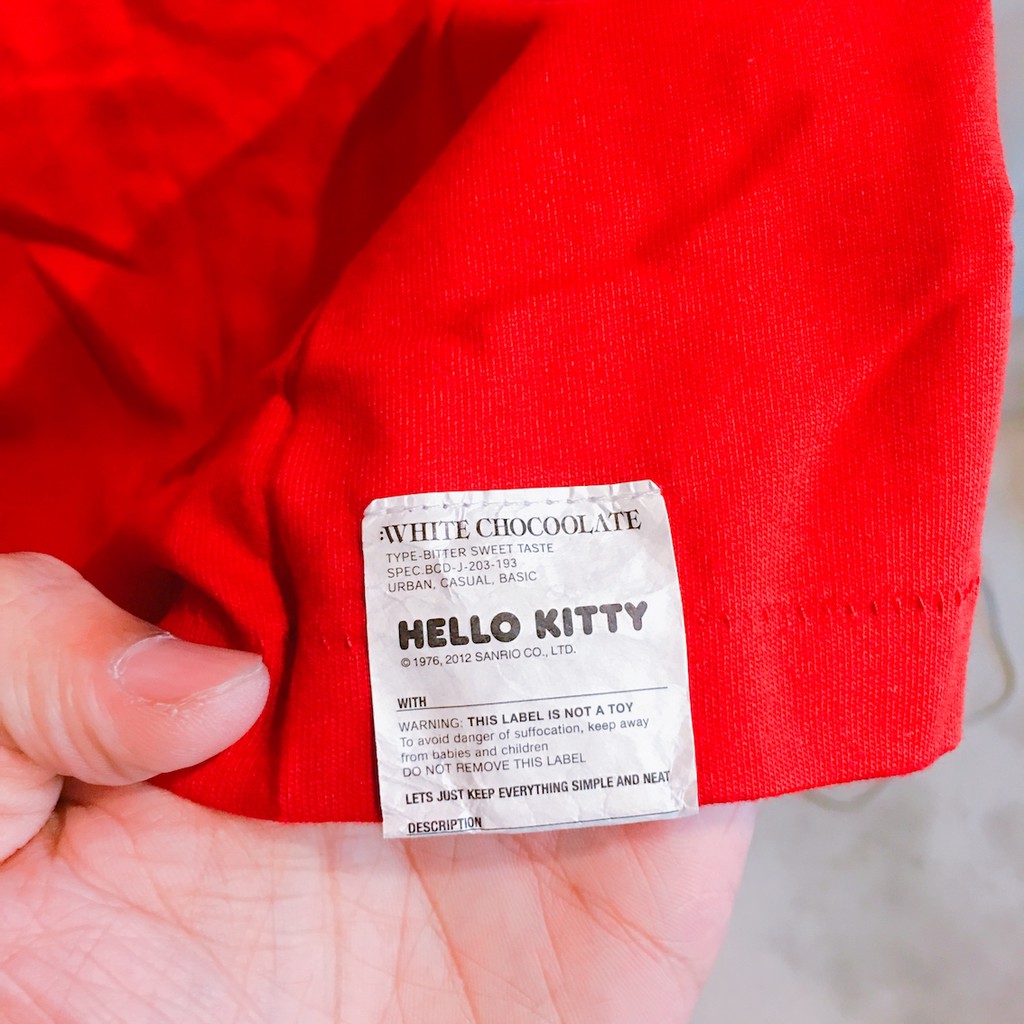 :WHITE CHOCOOLATE
TYPE-BITTER SWEET TASTE
SPEC.BCD-J-203-193
URBAN, CASUAL, BASIC
HELLO KITTY
© 1976, 2012 SANRIO CO., LTD.
WITH
WARNING: THIS LABEL IS NOT A TOY
To avoid danger of suffocation, keep away
from babies and children
DO NOT REMOVE THIS LABEL
LETS JUST KEEP EVERYTHING SIMPLE AND NEAT
DESCRIPTION